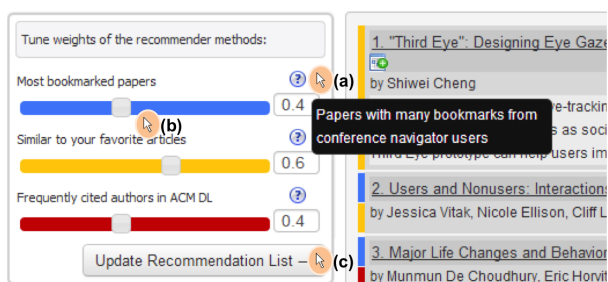 Tune weights of the recommender methods:
Most bookmarked papers
?
(a)
0.4
(b)
Similar to your favorite articles
?
0.6
Frequently cited authors in ACM DL
?
0.4
Update Recommendation List –
(c)
Papers with many bookmarks from
conference navigator users
1. "Third Eye": Designing Eye Gaze
by Shiwei Cheng
ve-trackin
s as soci
Third Eye prototype can help users im
2. Users and Nonusers: Interactions
by Jessica Vitak, Nicole Ellison, Cliff L
3. Major Life Changes and Behavior
by Munmun De Choudhury, Eric Horvit